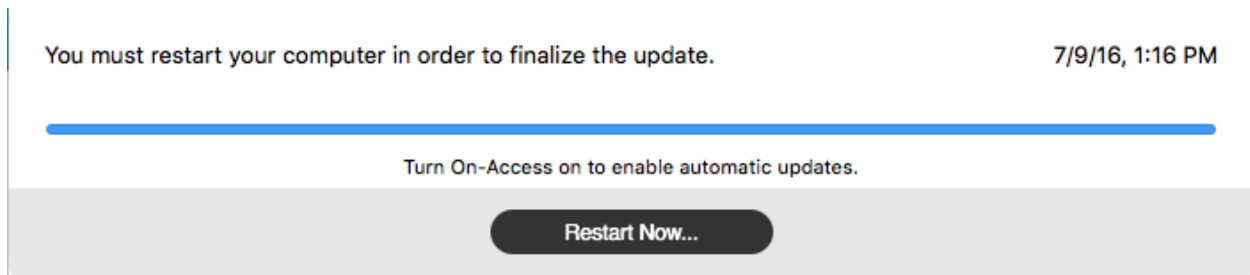 You must restart your computer in order to finalize the update. 7/9/16, 1:16 PM
Turn On-Access on to enable automatic updates.
Restart Now...